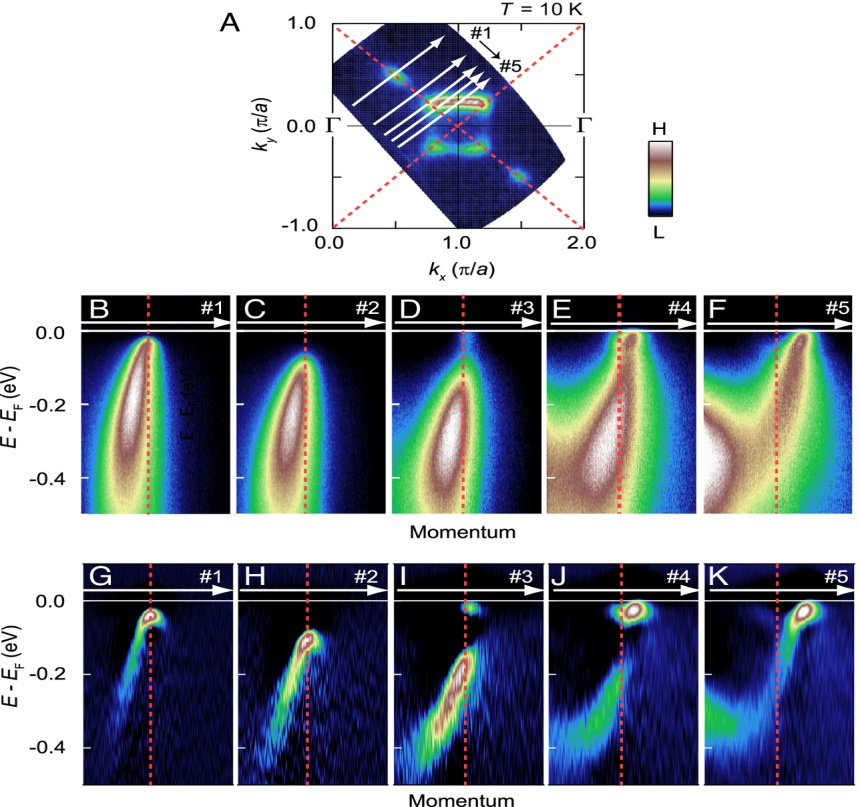 A
T = 10 K
1.0
#1
#5
k_y (π/a)
0.0
Γ
Γ
-1.0
0.0
1.0
2.0
k_x (π/a)
H
L
B #1
C #2
D #3
E #4
F #5
E - E_F (eV)
0.0
-0.2
-0.4
E - E_F (eV)
Momentum
G #1
H #2
I #3
J #4
K #5
E - E_F (eV)
0.0
-0.2
-0.4
Momentum